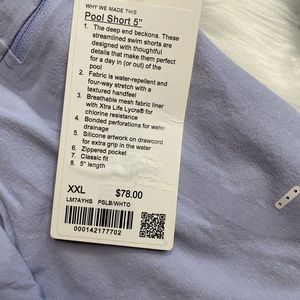 WHY WE MADE THIS
Pool Short 5"
1. The deep end beckons. These
streamlined swim shorts are
designed with thoughtful
details that make them perfect
for a day in (or out) of the
pool
2. Fabric is water-repellent and
four-way stretch with a
textured handfeel
3. Breathable mesh fabric liner
with Xtra Life Lycra® for
chlorine resistance
4. Bonded perforations for water
drainage
5. Silicone artwork on drawcord
for extra grip in the water
6. Zippered pocket
7. Classic fit
8. 5" length
XXL $78.00
LM7AYHS PSLB/WHTO
000142177702